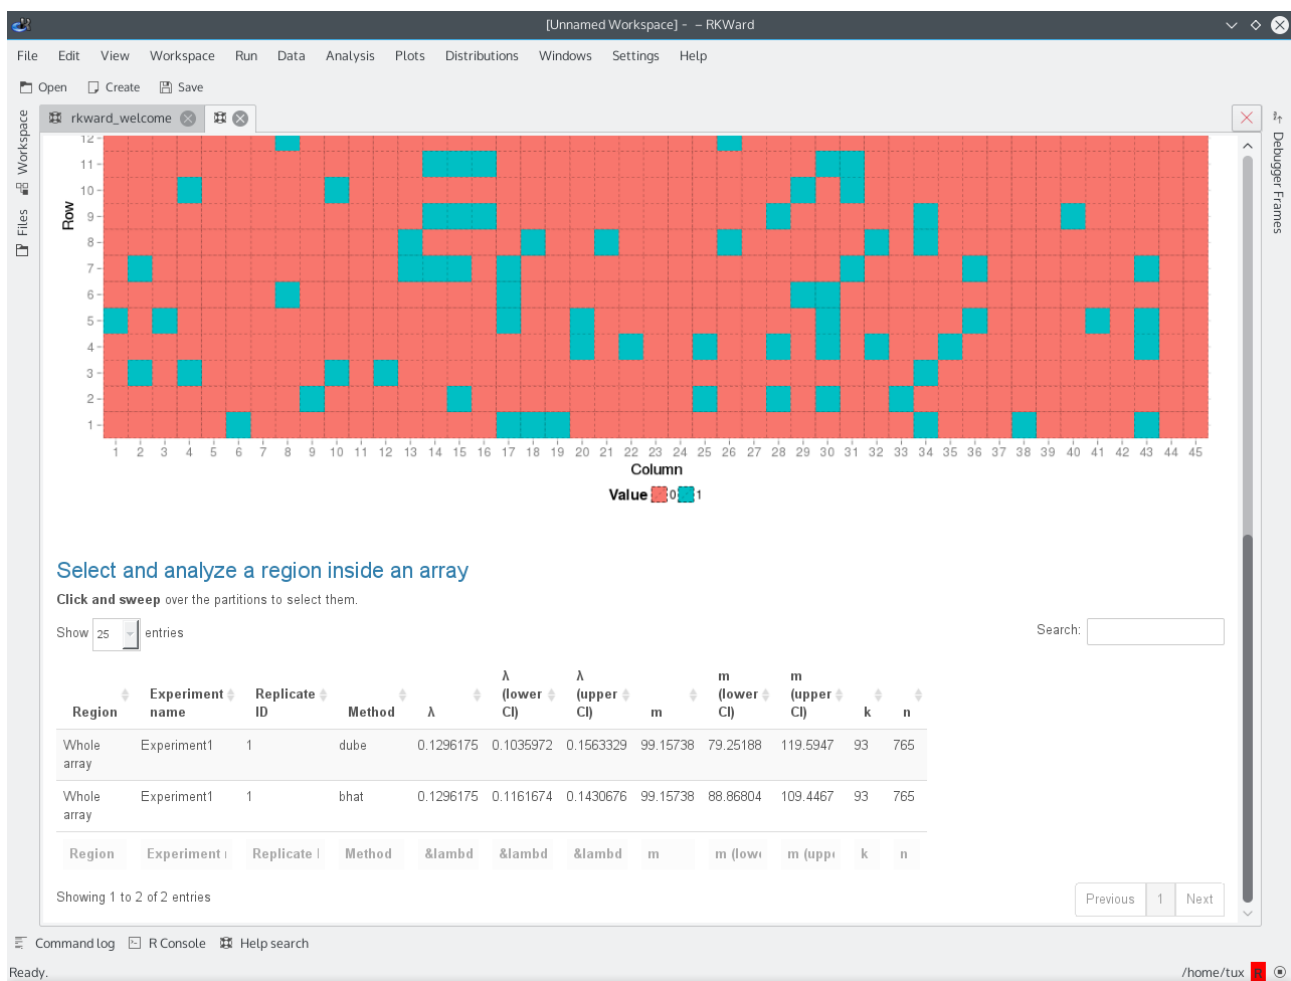 [Unnamed Workspace] - – RKWard
File Edit View Workspace Run Data Analysis Plots Distributions Windows Settings Help
Open Create Save
Workspace
Files
rkward_welcome
Debugger Frames
Row
12
11
10
9
8
7
6
5
4
3
2
1
1 2 3 4 5 6 7 8 9 10 11 12 13 14 15 16 17 18 19 20 21 22 23 24 25 26 27 28 29 30 31 32 33 34 35 36 37 38 39 40 41 42 43 44 45
Column
Value 0 1
Select and analyze a region inside an array
Click and sweep over the partitions to select them.
Show 25 entries Search:
Region Experiment name Replicate ID Method λ λ (lower CI) λ (upper CI) m m (lower CI) m (upper CI) k n
Whole array Experiment1 1 dube 0.1296175 0.1035972 0.1563329 99.15738 79.25188 119.5947 93 765
Whole array Experiment1 1 bhat 0.1296175 0.1161674 0.1430676 99.15738 88.86804 109.4467 93 765
Region Experiment Replicate Method &lambd &lambd &lambd m m (low m (upp k n
Showing 1 to 2 of 2 entries Previous 1 Next
Command log R Console Help search
Ready. /home/tux R